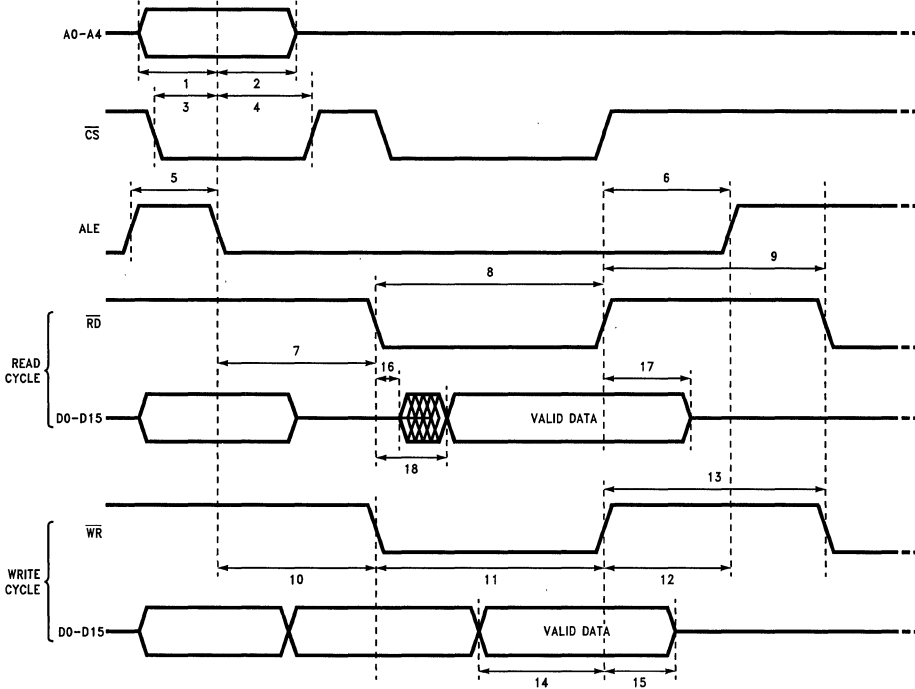 A0-A4
1 2
3 4
CS
5 6
ALE
9
8
RD
7 16 17
READ
CYCLE
D0-D15 VALID DATA
18
13
WR
10 11 12
WRITE
CYCLE
D0-D15 VALID DATA
14 15